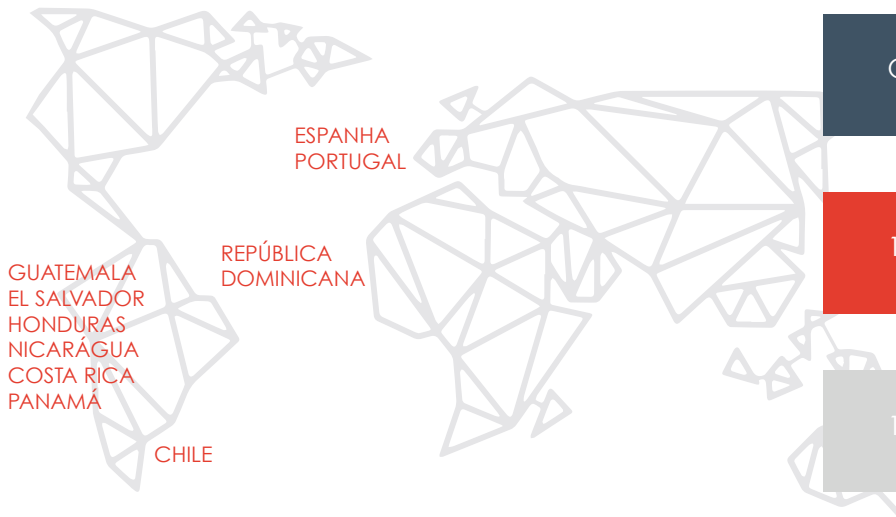 ESPANHA
PORTUGAL
REPÚBLICA
DOMINICANA
GUATEMALA
EL SALVADOR
HONDURAS
NICARÁGUA
COSTA RICA
PANAMÁ
CHILE